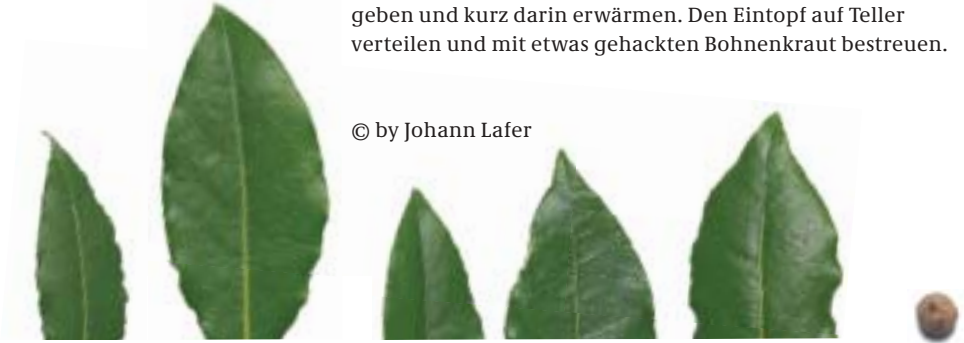 geben und kurz darin erwärmen. Den Eintopf auf Teller
verteilen und mit etwas gehackten Bohnenkraut bestreuen.
© by Johann Lafer